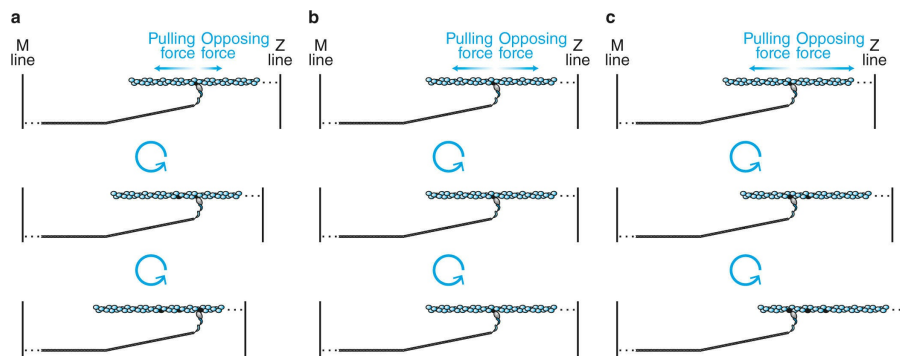 a
M
line
Pulling Opposing
force force
Z
line
b
M
line
Pulling Opposing
force force
Z
line
c
M
line
Pulling Opposing
force force
Z
line